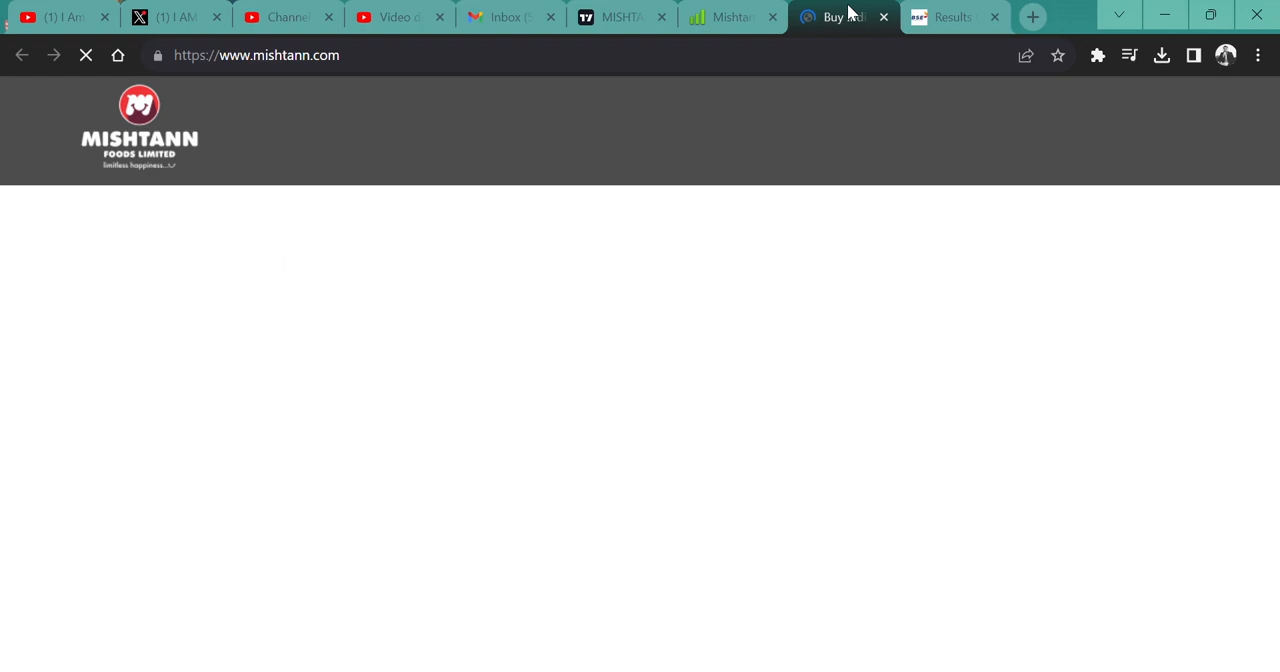 (1) I Am
(1) I AM
Channel
Video d
Inbox (5
MISHTA
Mishtan
Buy
Results
https://www.mishtann.com
MISHTANN
FOODS LIMITED
limitless happiness...
BSE